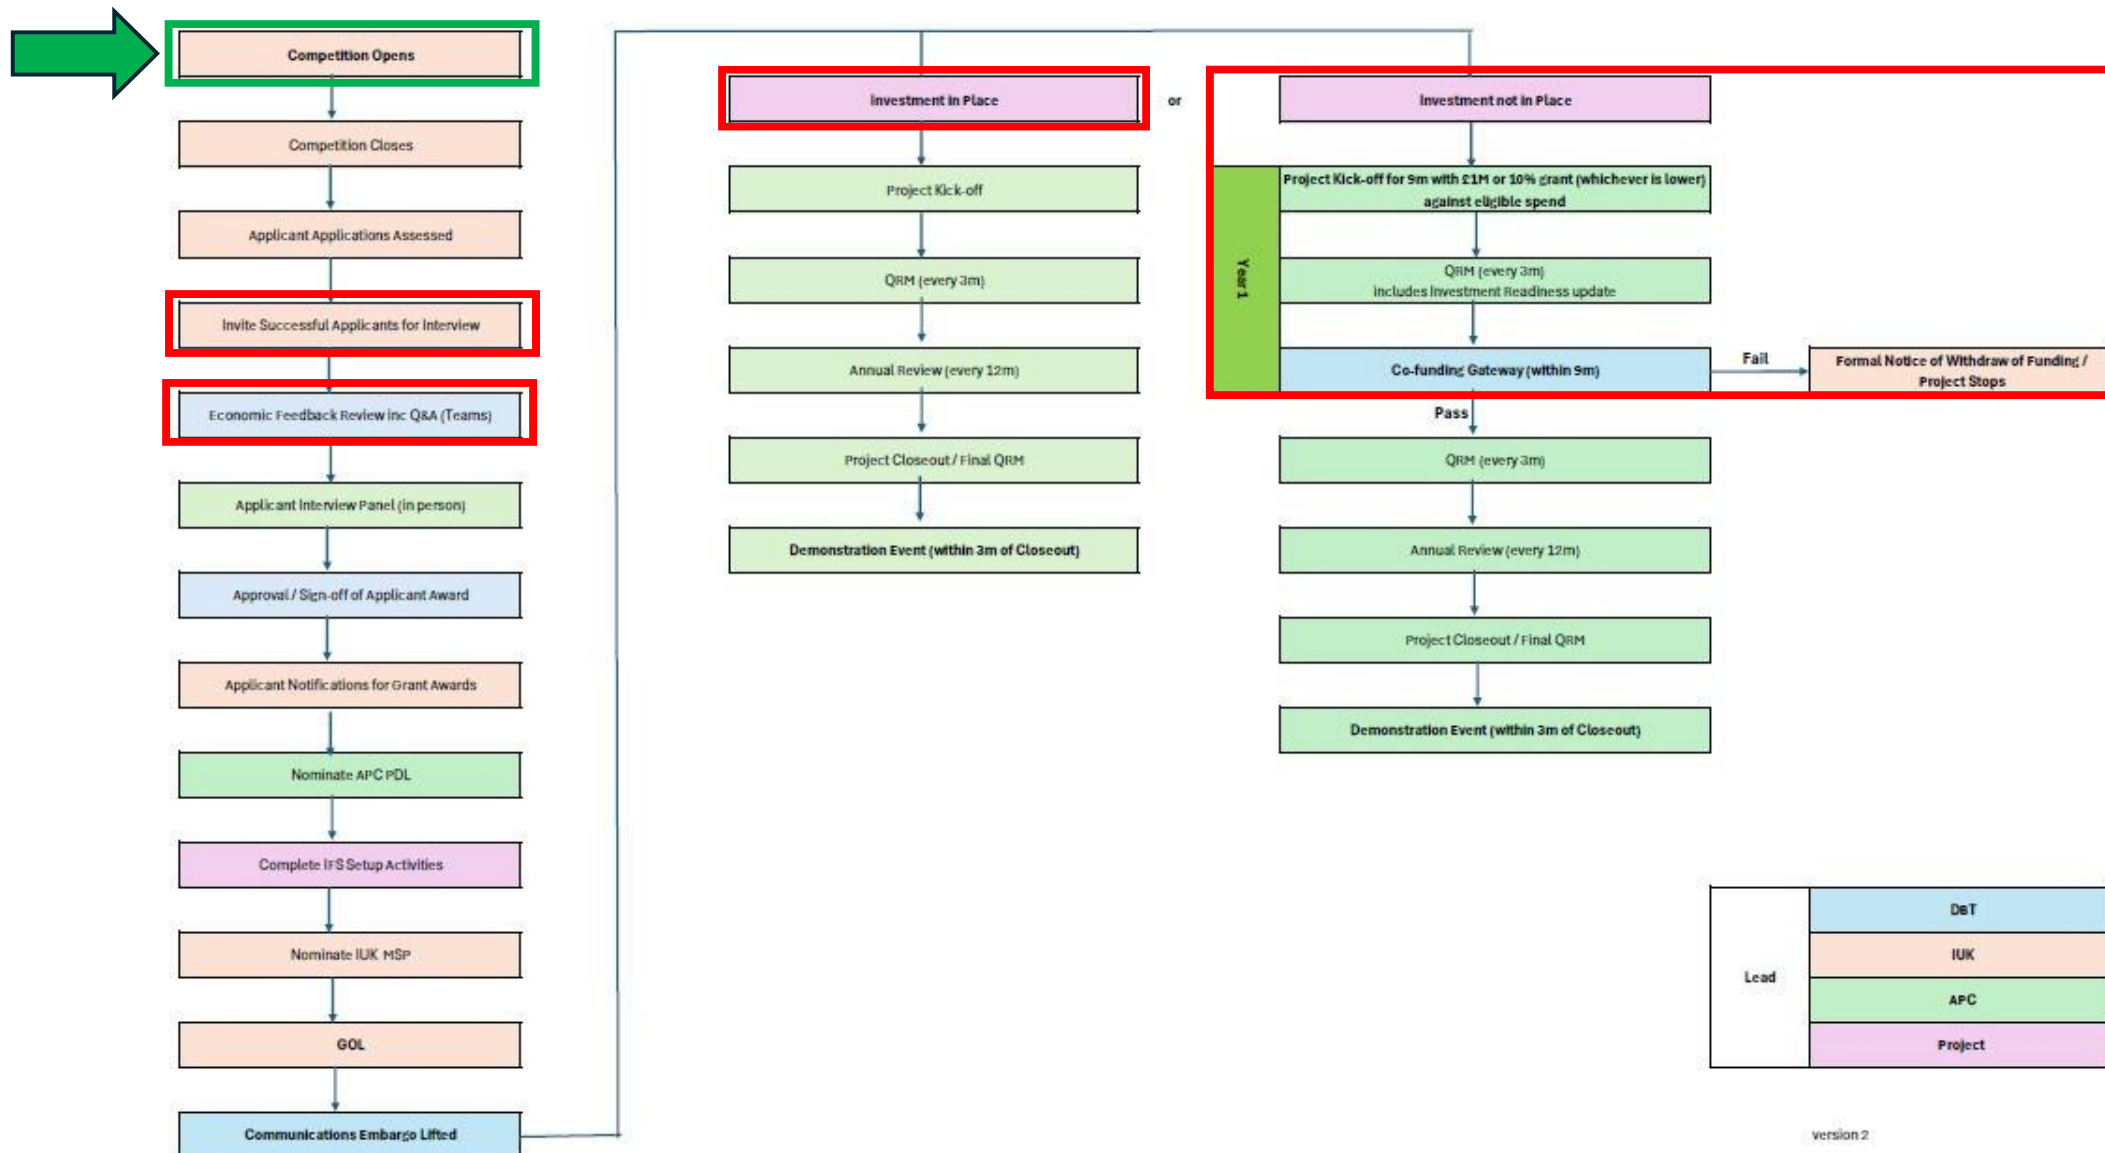 Competition Opens
Competition Closes
Applicant Applications Assessed
Invite Successful Applicants for Interview
Economic Feedback Review inc Q&A (Teams)
Applicant Interview Panel (in person)
Approval / Sign-off of Applicant Award
Applicant Notifications for Grant Awards
Nominate APC PDL
Complete IFS Setup Activities
Nominate IUK MSP
GOL
Communications Embargo Lifted
Investment in Place
Project Kick-off
QRM (every 3m)
Annual Review (every 12m)
Project Closeout / Final QRM
Demonstration Event (within 3m of Closeout)
or
Investment not in Place
Year 1
Project Kick-off for 9m with £1M or 10% grant (whichever is lower)
against eligible spend
QRM (every 3m)
includes Investment Readiness update
Co-funding Gateway (within 9m)
Fail
Formal Notice of Withdraw of Funding /
Project Stops
Pass
QRM (every 3m)
Annual Review (every 12m)
Project Closeout / Final QRM
Demonstration Event (within 3m of Closeout)
Lead
DBT
IUK
APC
Project
version 2